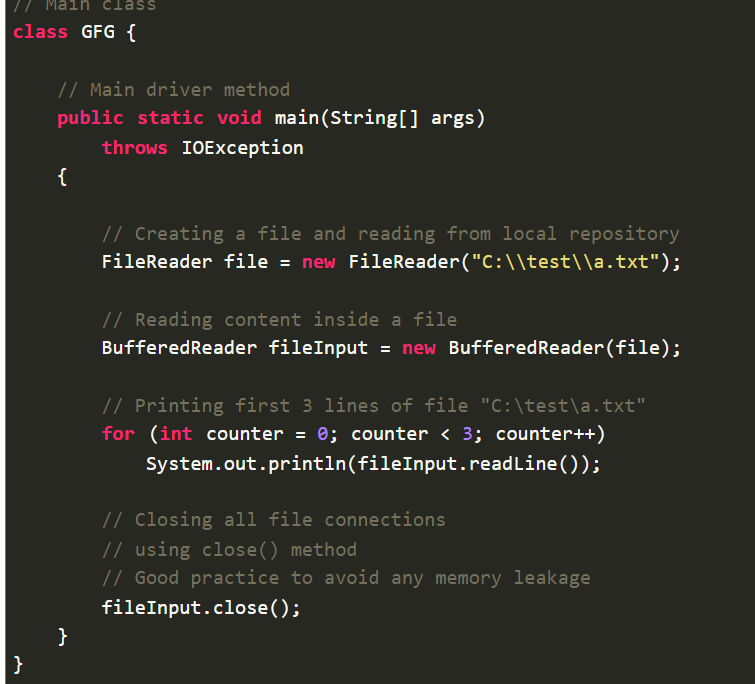 // Main class
class GFG {
// Main driver method
public static void main(String[] args)
throws IOException
{
// Creating a file and reading from local repository
FileReader file = new FileReader("C:\\test\\a.txt");
// Reading content inside a file
BufferedReader fileInput = new BufferedReader(file);
// Printing first 3 lines of file "C:\test\a.txt"
for (int counter = 0; counter < 3; counter++)
System.out.println(fileInput.readLine());
// Closing all file connections
// using close() method
// Good practice to avoid any memory leakage
fileInput.close();
}
}